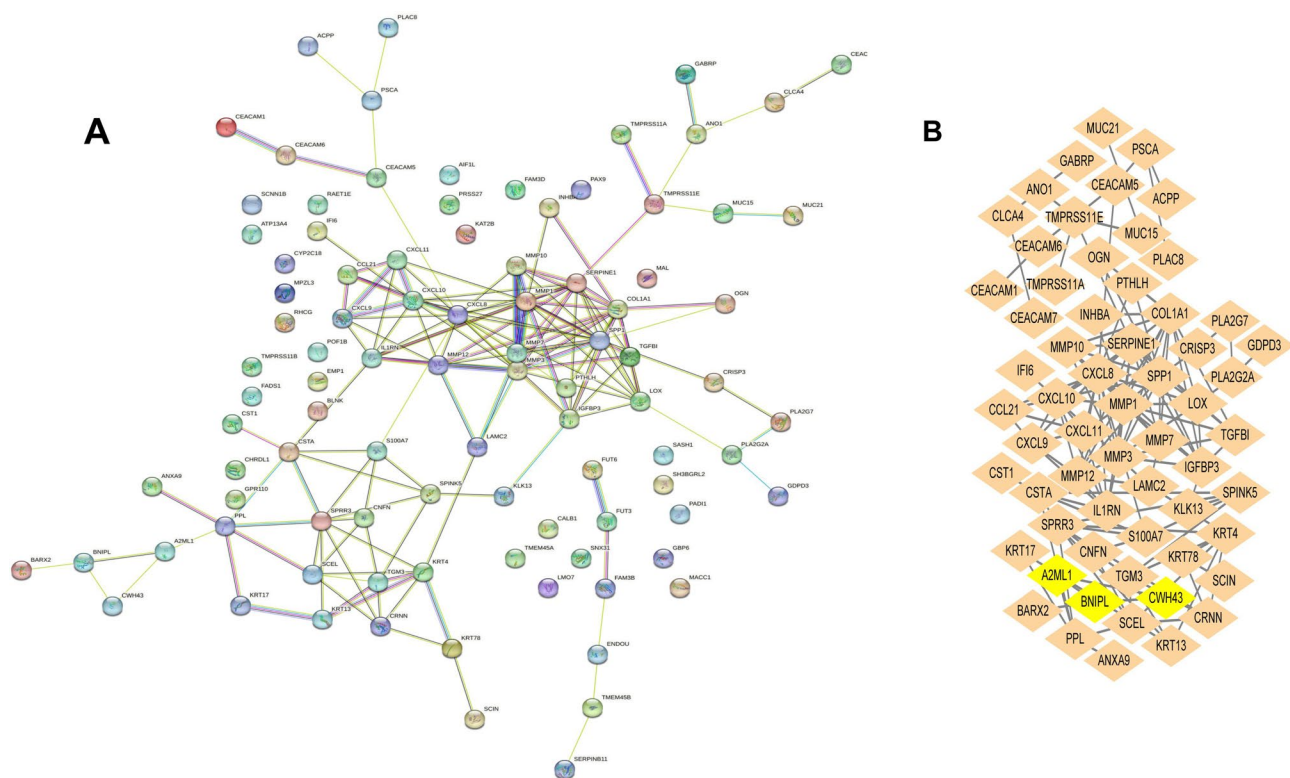 A
PLAC8
ACPP
PSCA
CEACAM1
CEACAM6
CEACAM5
GABRP
CEAC
CLCA4
ANO1
TMPRSS11A
TMPRSS11E
MUC15
MUC21
AIF1L
FAM3D
PAX9
SCNN1B
RAET1E
PRSS27
INHBA
ATP13A4
IFI6
KAT2B
CYP2C18
CXCL11
CCL21
MMP10
SERPINE1
MAL
MPZL3
CXCL10
MMP1
COL1A1
OGN
RHCG
CXCL9
CXCL8
SPP1
POF1B
IL1RN
MMP7
TGFBI
TMPRSS11B
MMP12
MMP3
CRISP3
EMP1
PTHLH
FADS1
LOX
BLNK
IGFBP3
PLA2G7
CST1
CSTA
S100A7
LAMC2
PLA2G2A
SASH1
CHRDL1
FUT6
SH3BGRL2
ANXA9
GPR110
SPINK5
KLK13
GDPD3
PPL
SPRR3
CNFN
FUT3
PADI1
CALB1
A2ML1
TMEM45A
SNX31
GBP6
BARX2
BNIPL
SCEL
TGM3
KRT4
LMO7
FAM3B
MACC1
CWH43
KRT17
KRT13
CRNN
KRT78
ENDOU
SCIN
TMEM45B
SERPINB11
B
MUC21
PSCA
GABRP
ANO1
CEACAM5
ACPP
CLCA4
TMPRSS11E
MUC15
CEACAM6
OGN
PLAC8
CEACAM1
TMPRSS11A
PTHLH
CEACAM7
INHBA
COL1A1
PLA2G7
MMP10
SERPINE1
CRISP3
GDPD3
IFI6
CXCL8
SPP1
PLA2G2A
CCL21
CXCL10
MMP1
LOX
CXCL9
CXCL11
MMP7
TGFBI
CST1
MMP12
MMP3
IGFBP3
CSTA
LAMC2
SPINK5
SPRR3
IL1RN
KLK13
KRT17
CNFN
S100A7
KRT78
KRT4
A2ML1
TGM3
SCIN
BARX2
BNIPL
CWH43
PPL
SCEL
CRNN
ANXA9
KRT13